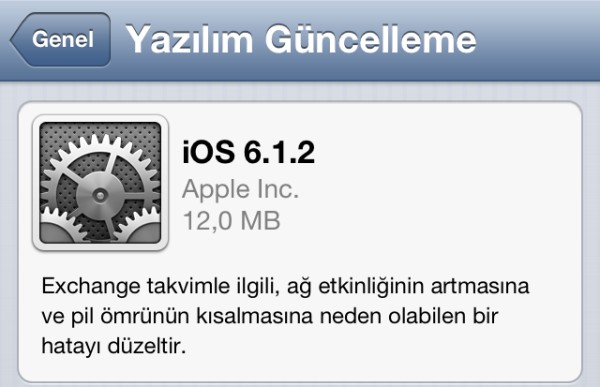 Genel
Yazılım Güncelleme
iOS 6.1.2
Apple Inc.
12,0 MB
Exchange takvimle ilgili, ağ etkinliğinin artmasına
ve pil ömrünün kısalmasına neden olabilen bir
hatayı düzeltir.